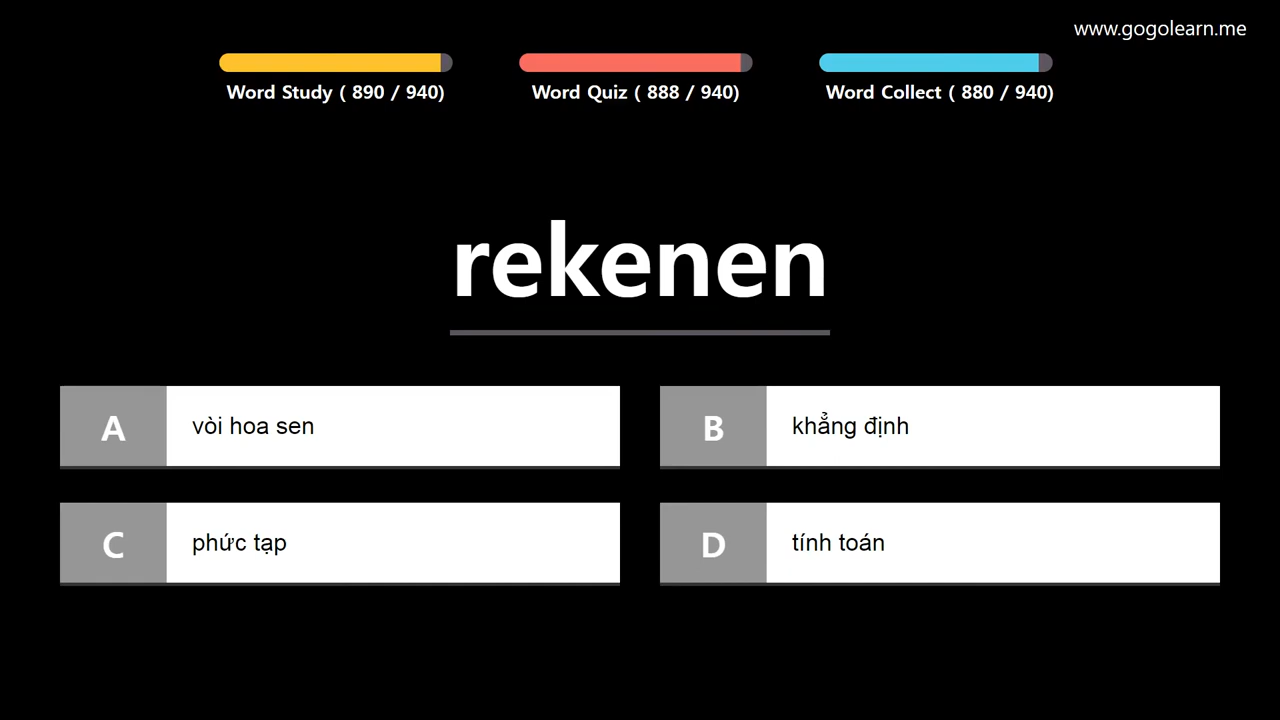 www.gogolearn.me
Word Study ( 890 / 940)
Word Quiz ( 888 / 940)
Word Collect ( 880 / 940)
rekenen
A
vòi hoa sen
B
khẳng định
C
phức tạp
D
tính toán